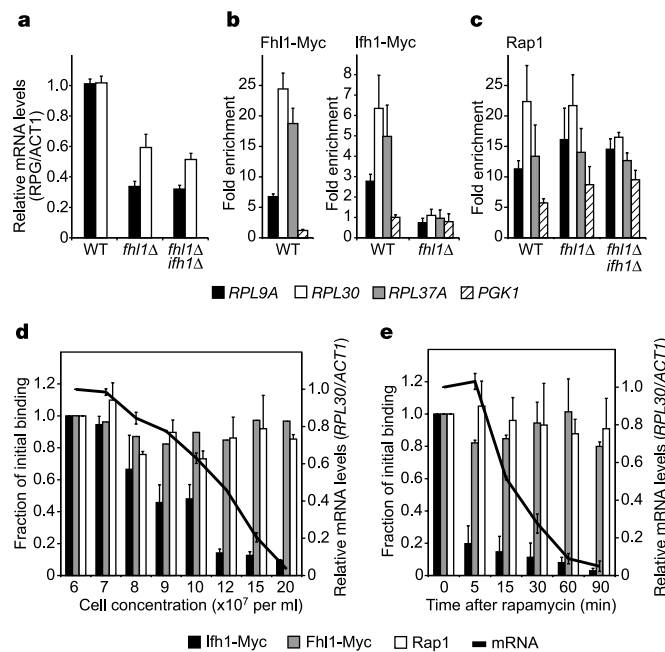 a
Relative mRNA levels
(RPG/ACT1)
1.0
0.8
0.6
0.4
0.2
0
WT
fhl1Δ
fhl1Δ
ifh1Δ
b
Fhl1-Myc
Fold enrichment
30
25
20
15
10
5
0
WT
Ifh1-Myc
Fold enrichment
8
7
6
5
4
3
2
1
0
WT
fhl1Δ
c
Rap1
Fold enrichment
30
25
20
15
10
5
0
WT
fhl1Δ
fhl1Δ
ifh1Δ
RPL9A
RPL30
RPL37A
PGK1
d
Fraction of initial binding
1.2
1.0
0.8
0.6
0.4
0.2
0
1.0
0.8
0.6
0.4
0.2
0
Relative mRNA levels (RPL30/ACT1)
6 7 8 9 10 12 15 20
Cell concentration (x10⁷ per ml)
e
Fraction of initial binding
1.2
1.0
0.8
0.6
0.4
0.2
0
1.0
0.8
0.6
0.4
0.2
0
Relative mRNA levels (RPL30/ACT1)
0 5 15 30 60 90
Time after rapamycin (min)
Ifh1-Myc
Fhl1-Myc
Rap1
mRNA